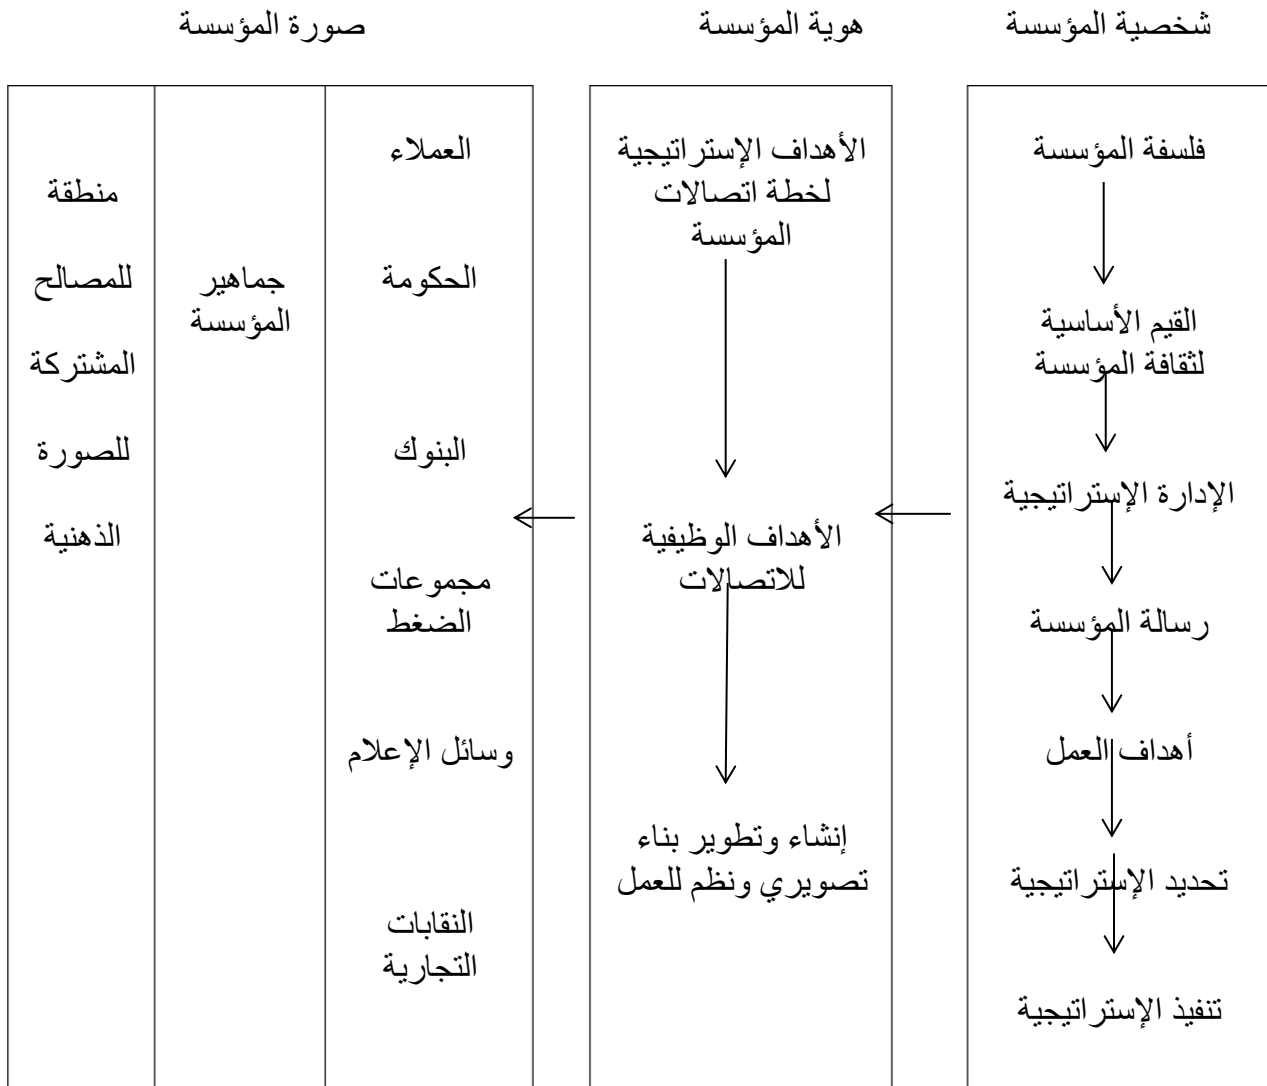 شخصية المؤسسة
هوية المؤسسة
صورة المؤسسة
فلسفة المؤسسة
القيم الأساسية
لثقافة المؤسسة
الإدارة الإستراتيجية
رسالة المؤسسة
أهداف العمل
تحديد الإستراتيجية
تنفيذ الإستراتيجية
الأهداف الإستراتيجية
لخطة اتصالات
المؤسسة
الأهداف الوظيفية
للاتصالات
إنشاء وتطوير بناء
تصويري ونظم للعمل
العملاء
الحكومة
البنوك
مجموعات
الضغط
وسائل الإعلام
النقابات
التجارية
جماهير
المؤسسة
منطقة
للمصالح
المشتركة
للصورة
الذهنية